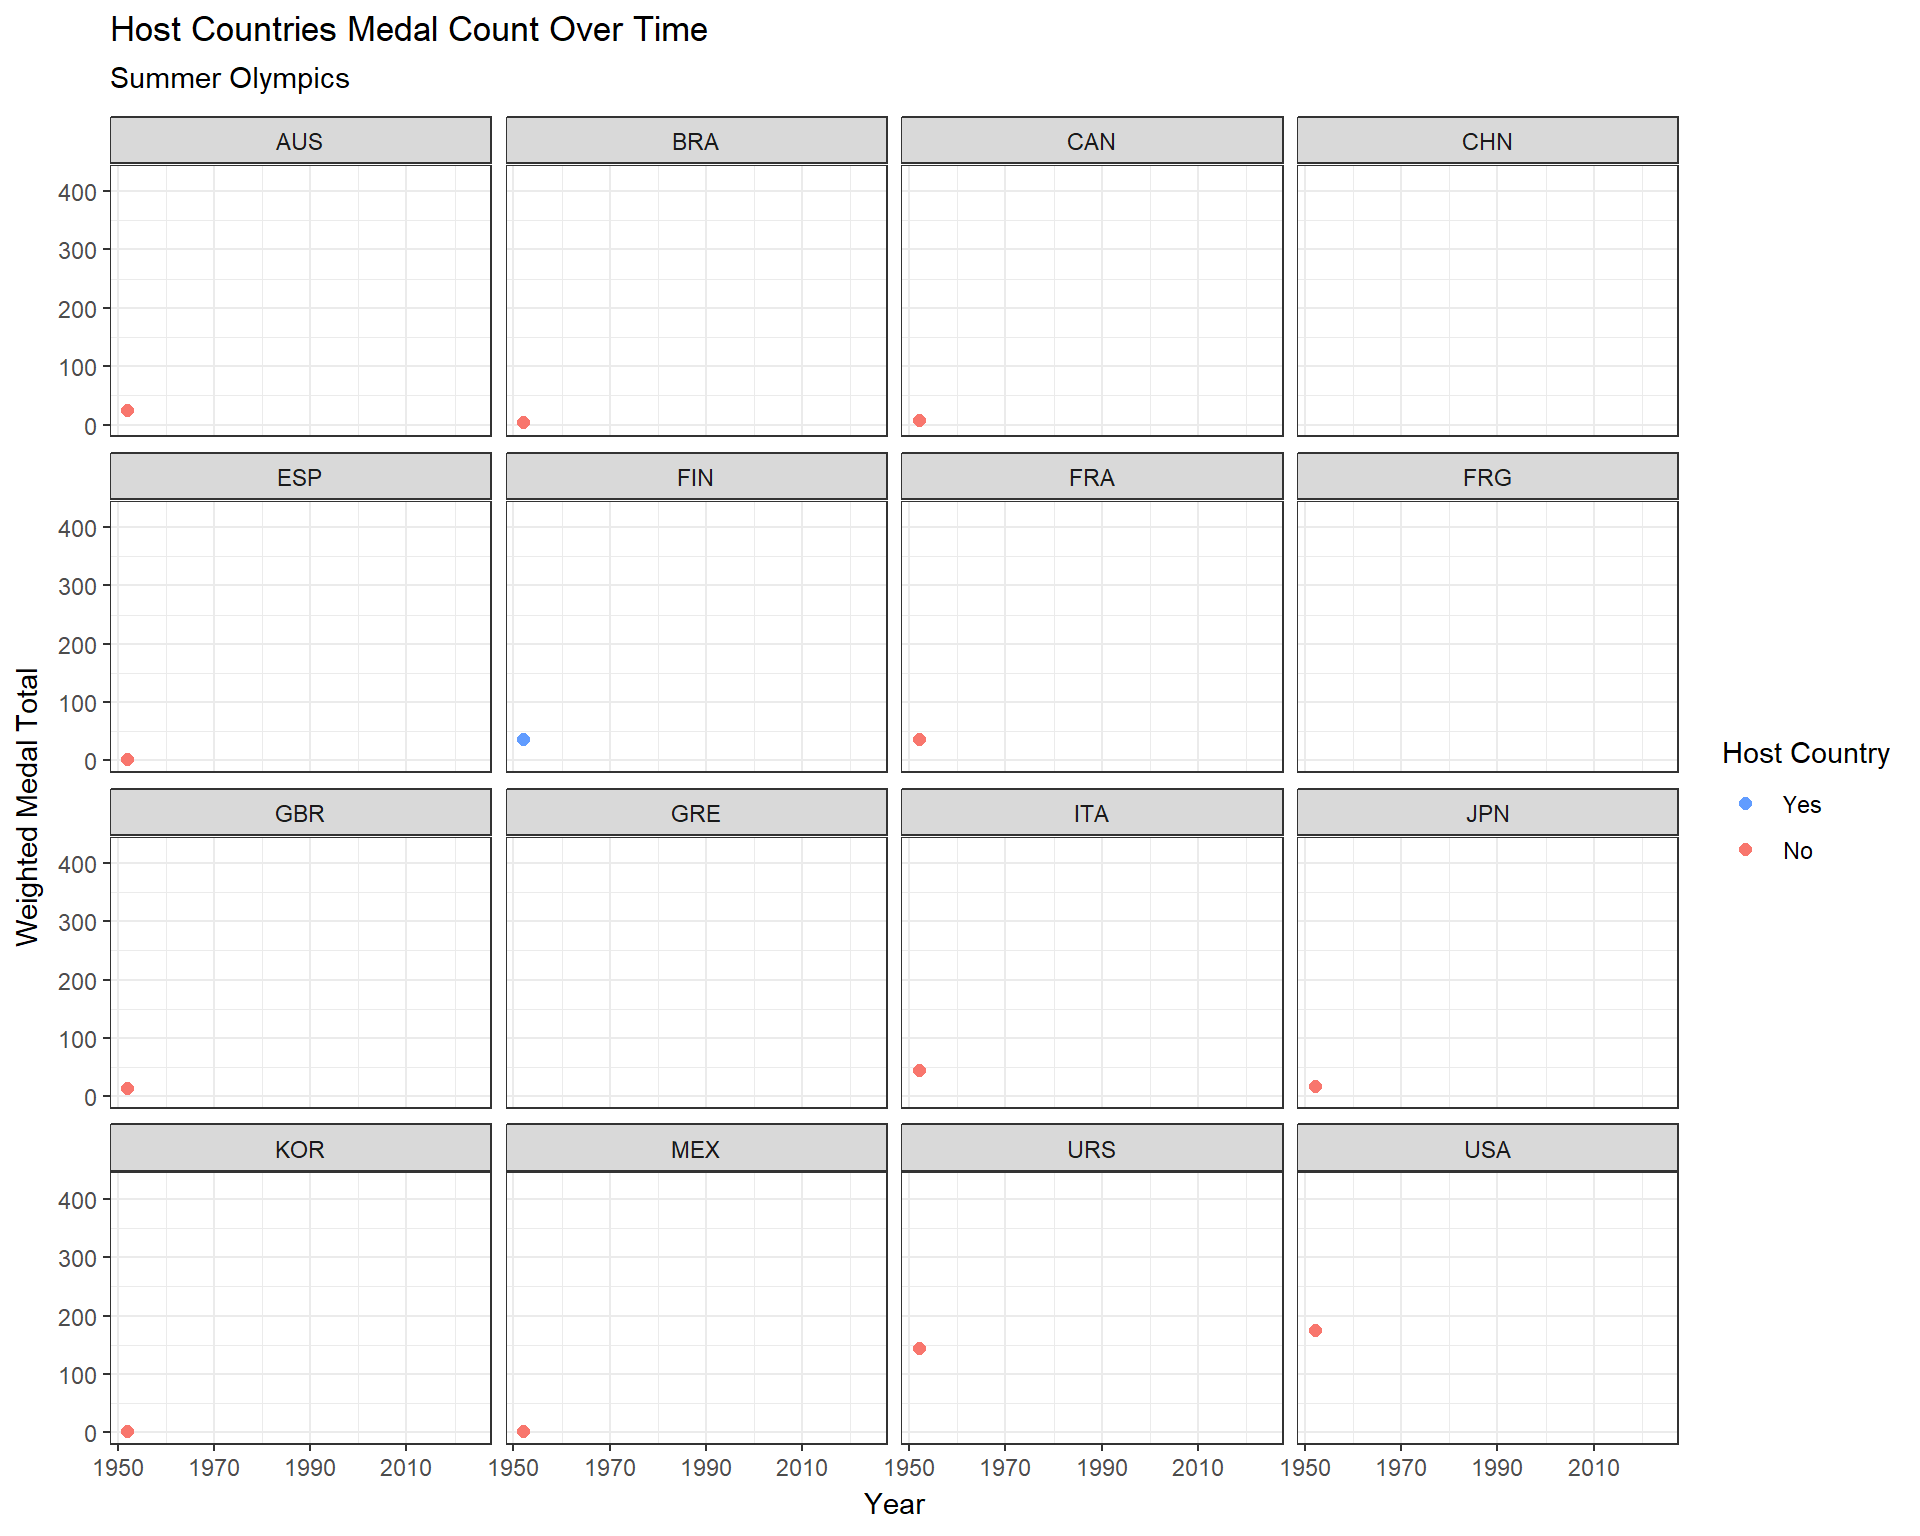 Host Countries Medal Count Over Time
Summer Olympics
AUS BRA CAN CHN
400
300
200
100
0
ESP FIN FRA FRG
400
300
200
100
0
GBR GRE ITA JPN
400
300
200
100
0
KOR MEX URS USA
400
300
200
100
0
1950 1970 1990 2010 1950 1970 1990 2010 1950 1970 1990 2010 1950 1970 1990 2010
Year
Weighted Medal Total
Host Country
Yes
No